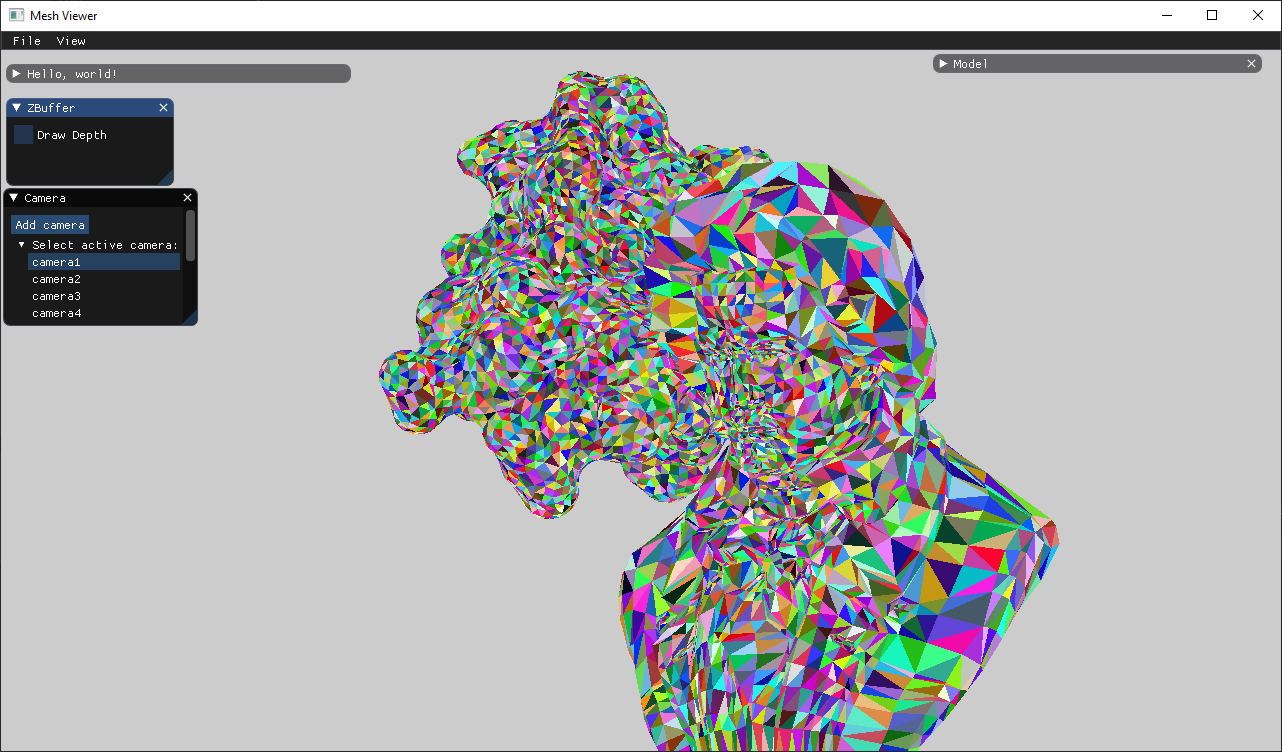 Mesh Viewer
File View
Hello, world!
Model
ZBuffer
Draw Depth
Camera
Add camera
Select active camera:
camera1
camera2
camera3
camera4